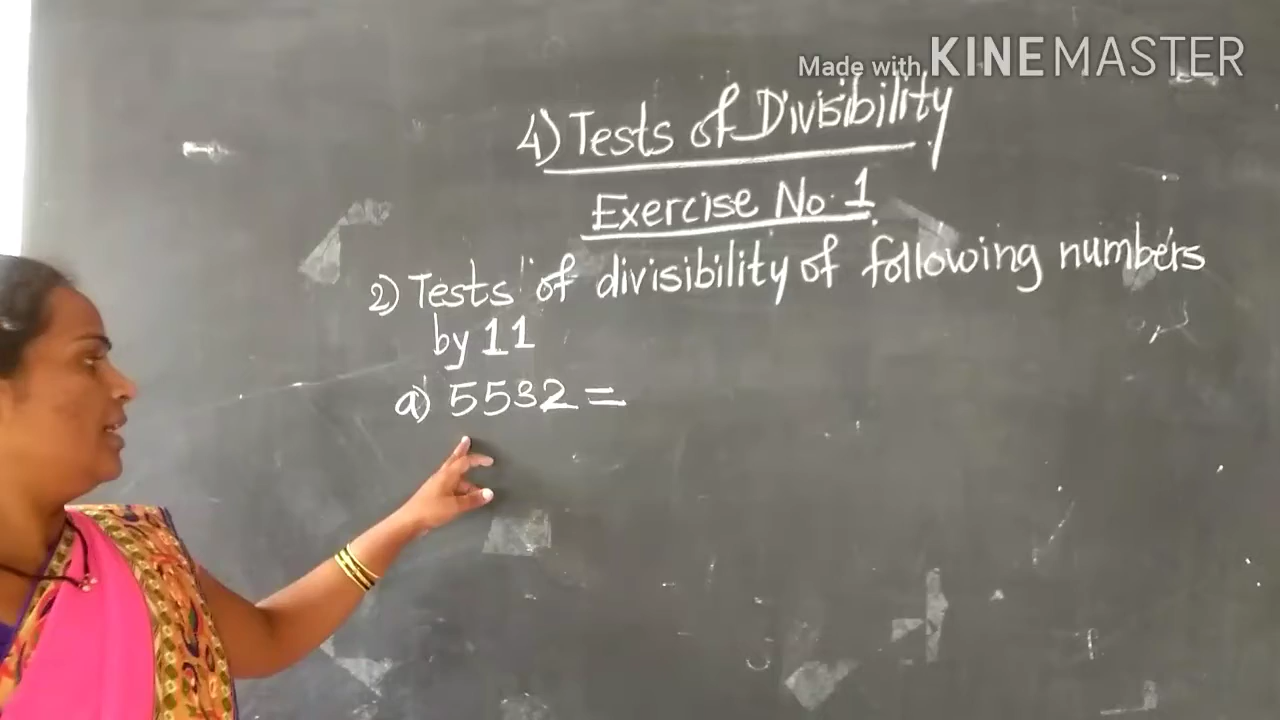 Made with KINEMASTER
4) Tests of Divisibility
Exercise No. 1
2) Tests of divisibility of following numbers
by 11
a) 5532 =